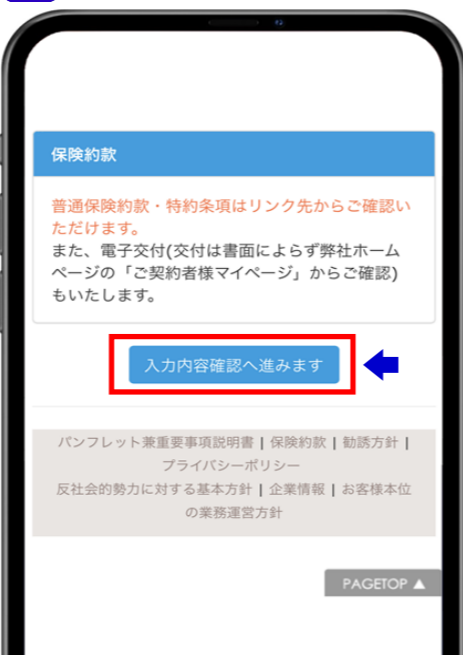 保険約款
普通保険約款・特約条項はリンク先からご確認い
ただけます。
また、電子交付(交付は書面によらず弊社ホーム
ページの「ご契約者様マイページ」からご確認)
もいたします。
入力内容確認へ進みます
パンフレット兼重要事項説明書 | 保険約款 | 勧誘方針 |
プライバシーポリシー
反社会的勢力に対する基本方針 | 企業情報 | お客様本位
の業務運営方針
PAGETOP ▲